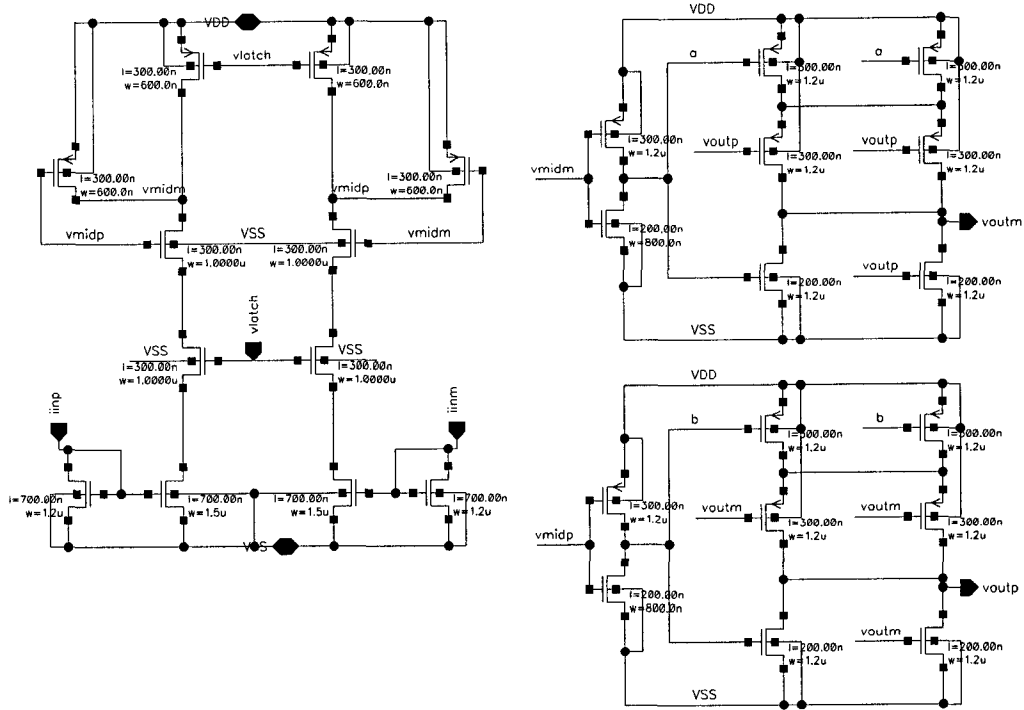 VDD
vlatch
l=300.00n
w=600.0n
l=300.00n
w=600.0n
l=300.00n
w=600.0n
l=300.00n
w=600.0n
vmidm
vmidp
vmidp
VSS
vmidm
l=300.00n
w=1.0000u
l=300.00n
w=1.0000u
vlatch
VSS
VSS
l=300.00n
w=1.0000u
l=300.00n
w=1.0000u
iinp
iinm
l=700.00n
w=1.2u
l=700.00n
w=1.5u
l=700.00n
w=1.5u
l=700.00n
w=1.2u
VSS
VDD
a
a
l=300.00n
w=1.2u
l=300.00n
w=1.2u
l=300.00n
w=1.2u
voutp
voutp
l=300.00n
w=1.2u
l=300.00n
w=1.2u
vmidm
l=200.00n
w=800.0n
voutm
voutp
l=200.00n
w=1.2u
l=200.00n
w=1.2u
VSS
VDD
b
b
l=300.00n
w=1.2u
l=300.00n
w=1.2u
l=300.00n
w=1.2u
voutm
voutm
l=300.00n
w=1.2u
l=300.00n
w=1.2u
vmidp
l=200.00n
w=800.0n
voutp
voutm
l=200.00n
w=1.2u
l=200.00n
w=1.2u
VSS